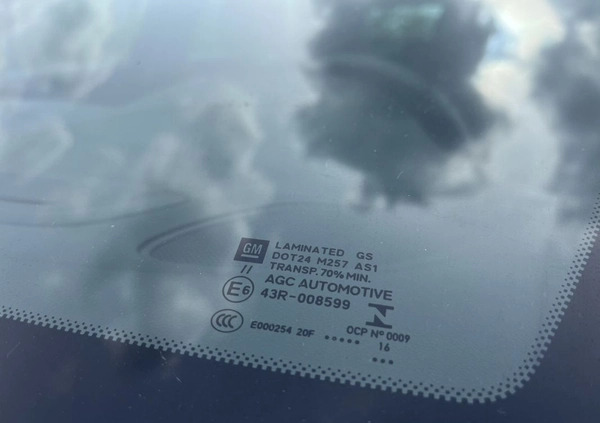 GM LAMINATED GS
DOT24 M257 AS1
TRANSP. 70% MIN.
AGC AUTOMOTIVE
E6 43R-008599
CCC E000254 20F
OCP Nº 0009
16